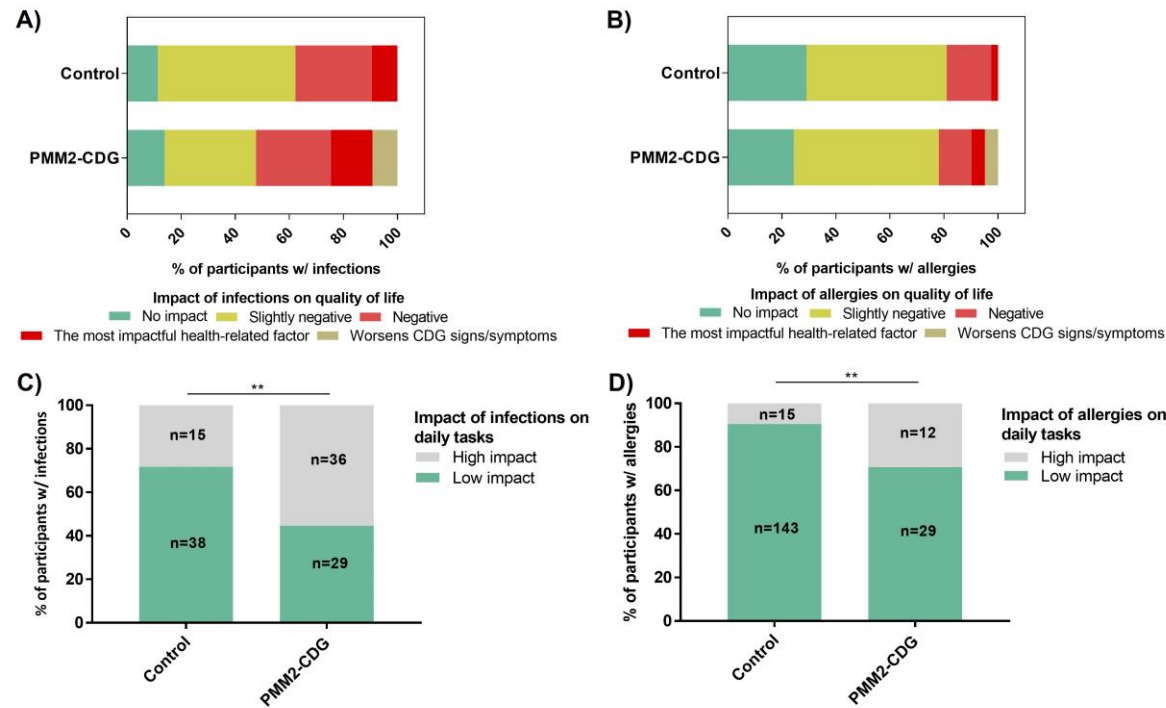 A)
Control
PMM2-CDG
0 20 40 60 80 100
% of participants w/ infections
Impact of infections on quality of life
No impact Slightly negative Negative
The most impactful health-related factor Worsens CDG signs/symptoms
B)
Control
PMM2-CDG
0 20 40 60 80 100
% of participants w/ allergies
Impact of allergies on quality of life
No impact Slightly negative Negative
The most impactful health-related factor Worsens CDG signs/symptoms
C)
**
% of participants w/ infections
100
80
60
40
20
0
n=15
n=36
n=38
n=29
Control
PMM2-CDG
Impact of infections on
daily tasks
High impact
Low impact
D)
**
% of participants w/ allergies
100
80
60
40
20
0
n=15
n=12
n=143
n=29
Control
PMM2-CDG
Impact of allergies on
daily tasks
High impact
Low impact